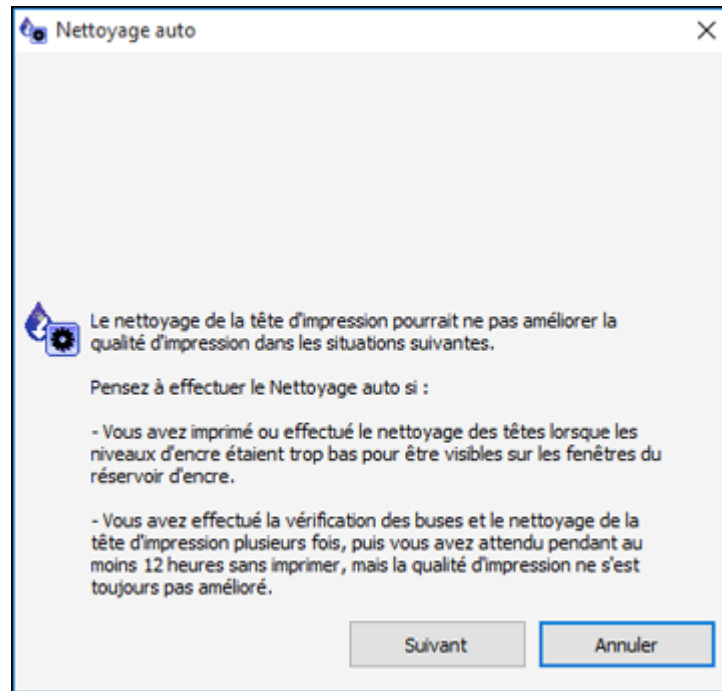 Nettoyage auto
Le nettoyage de la tête d'impression pourrait ne pas améliorer la
qualité d'impression dans les situations suivantes.
Pensez à effectuer le Nettoyage auto si :
- Vous avez imprimé ou effectué le nettoyage des têtes lorsque les
niveaux d'encre étaient trop bas pour être visibles sur les fenêtres du
réservoir d'encre.
- Vous avez effectué la vérification des buses et le nettoyage de la
tête d'impression plusieurs fois, puis vous avez attendu pendant au
moins 12 heures sans imprimer, mais la qualité d'impression ne s'est
toujours pas amélioré.
Suivant
Annuler